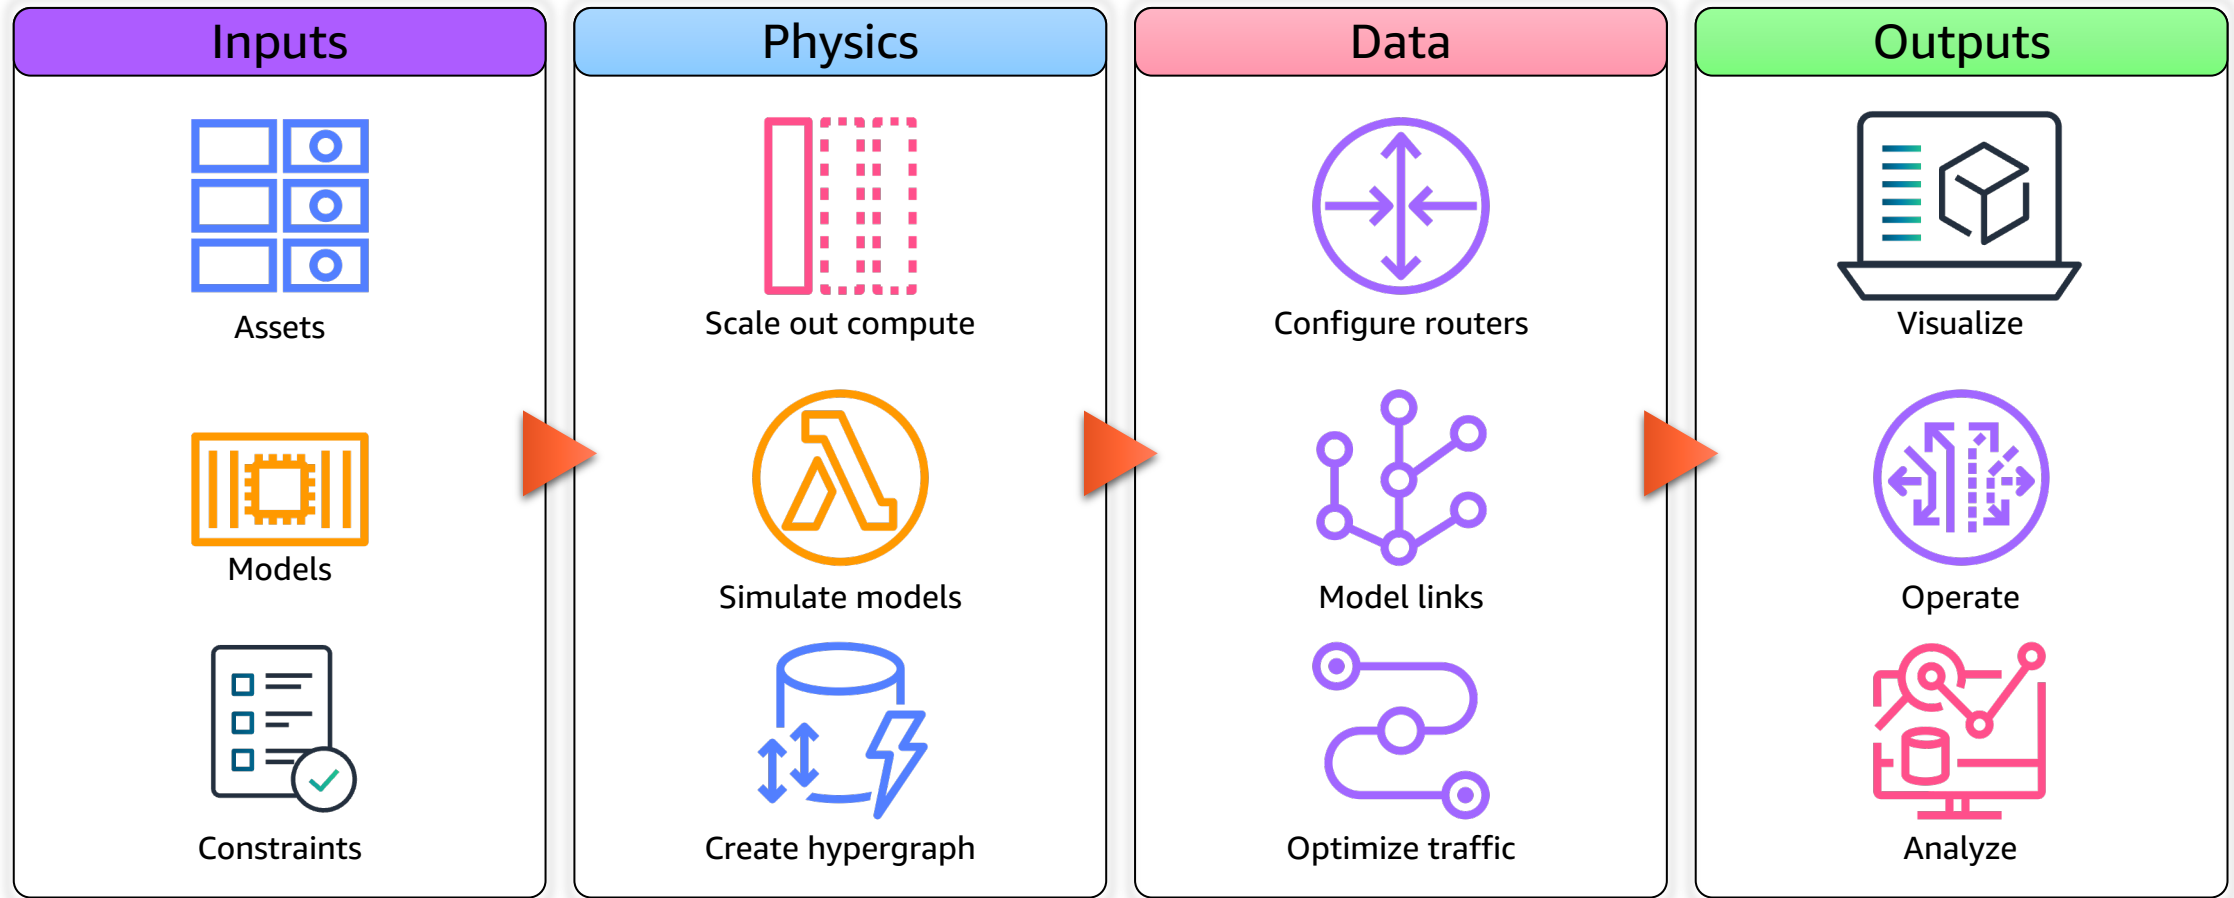 Inputs
Assets
Models
Constraints
Physics
Scale out compute
Simulate models
Create hypergraph
Data
Configure routers
Model links
Optimize traffic
Outputs
Visualize
Operate
Analyze